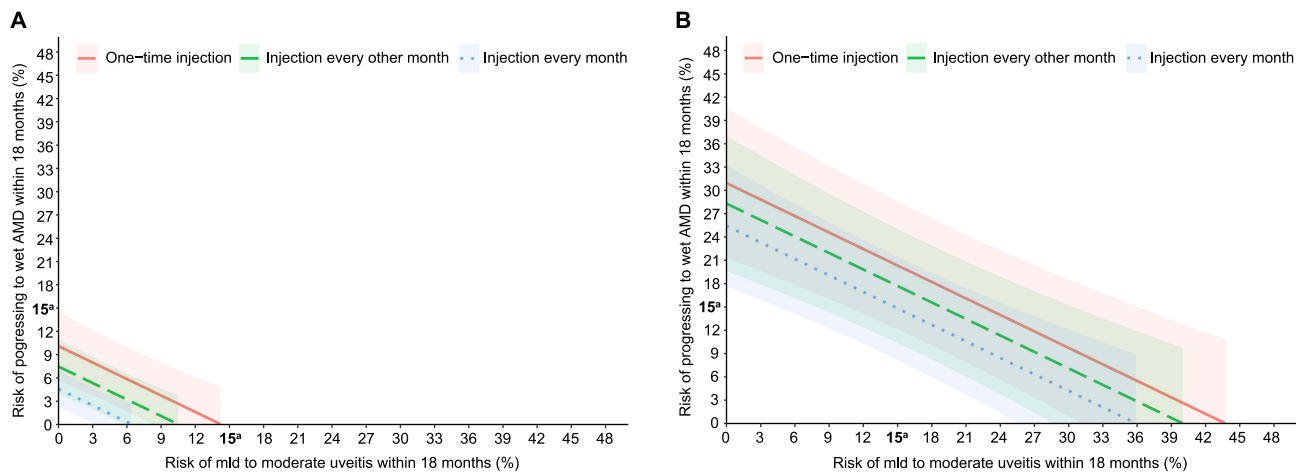 A
One−time injection Injection every other month Injection every month
Risk of pogressing to wet AMD within 18 months (%)
48
45
42
39
36
33
30
27
24
21
18
15ª
12
9
6
3
0
0 3 6 9 12 15ª 18 21 24 27 30 33 36 39 42 45 48
Risk of mld to moderate uveitis within 18 months (%)
B
One−time injection Injection every other month Injection every month
Risk of progressing to wet AMD within 18 months (%)
48
45
42
39
36
33
30
27
24
21
18
15ª
12
9
6
3
0
0 3 6 9 12 15ª 18 21 24 27 30 33 36 39 42 45 48
Risk of mld to moderate uveitis within 18 months (%)